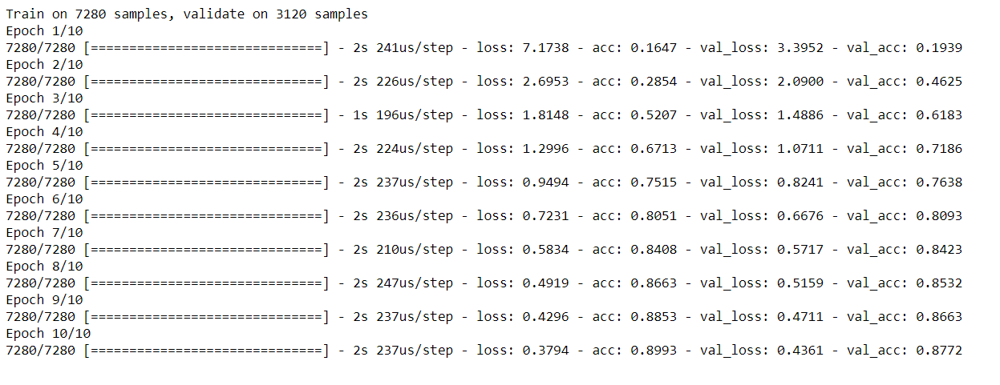 Train on 7280 samples, validate on 3120 samples
Epoch 1/10
7280/7280 [==============================] - 2s 241us/step - loss: 7.1738 - acc: 0.1647 - val_loss: 3.3952 - val_acc: 0.1939
Epoch 2/10
7280/7280 [==============================] - 2s 226us/step - loss: 2.6953 - acc: 0.2854 - val_loss: 2.0900 - val_acc: 0.4625
Epoch 3/10
7280/7280 [==============================] - 1s 196us/step - loss: 1.8148 - acc: 0.5207 - val_loss: 1.4886 - val_acc: 0.6183
Epoch 4/10
7280/7280 [==============================] - 2s 224us/step - loss: 1.2996 - acc: 0.6713 - val_loss: 1.0711 - val_acc: 0.7186
Epoch 5/10
7280/7280 [==============================] - 2s 237us/step - loss: 0.9494 - acc: 0.7515 - val_loss: 0.8241 - val_acc: 0.7638
Epoch 6/10
7280/7280 [==============================] - 2s 236us/step - loss: 0.7231 - acc: 0.8051 - val_loss: 0.6676 - val_acc: 0.8093
Epoch 7/10
7280/7280 [==============================] - 2s 210us/step - loss: 0.5834 - acc: 0.8408 - val_loss: 0.5717 - val_acc: 0.8423
Epoch 8/10
7280/7280 [==============================] - 2s 247us/step - loss: 0.4919 - acc: 0.8663 - val_loss: 0.5159 - val_acc: 0.8532
Epoch 9/10
7280/7280 [==============================] - 2s 237us/step - loss: 0.4296 - acc: 0.8853 - val_loss: 0.4711 - val_acc: 0.8663
Epoch 10/10
7280/7280 [==============================] - 2s 237us/step - loss: 0.3794 - acc: 0.8993 - val_loss: 0.4361 - val_acc: 0.8772